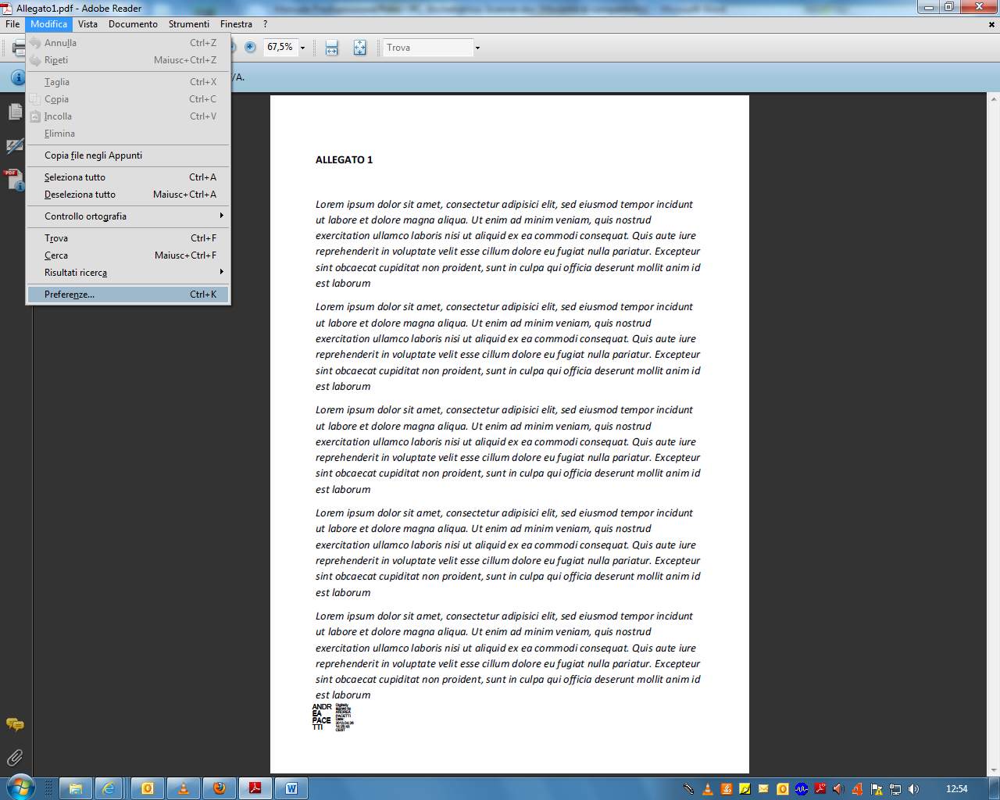 Allegato1.pdf - Adobe Reader
File Modifica Vista Documento Strumenti Finestra ?
67,5% Trova
/A.
Annulla Ctrl+Z
Ripeti Maiusc+Ctrl+Z
Taglia Ctrl+X
Copia Ctrl+C
Incolla Ctrl+V
Elimina
Copia file negli Appunti
Seleziona tutto Ctrl+A
Deseleziona tutto Maiusc+Ctrl+A
Controllo ortografia
Trova Ctrl+F
Cerca Maiusc+Ctrl+F
Risultati ricerca
Preferenze... Ctrl+K
ALLEGATO 1
Lorem ipsum dolor sit amet, consectetur adipisici elit, sed eiusmod tempor incidunt
ut labore et dolore magna aliqua. Ut enim ad minim veniam, quis nostrud
exercitation ullamco laboris nisi ut aliquid ex ea commodi consequat. Quis aute iure
reprehenderit in voluptate velit esse cillum dolore eu fugiat nulla pariatur. Excepteur
sint obcaecat cupiditat non proident, sunt in culpa qui officia deserunt mollit anim id
est laborum
Lorem ipsum dolor sit amet, consectetur adipisici elit, sed eiusmod tempor incidunt
ut labore et dolore magna aliqua. Ut enim ad minim veniam, quis nostrud
exercitation ullamco laboris nisi ut aliquid ex ea commodi consequat. Quis aute iure
reprehenderit in voluptate velit esse cillum dolore eu fugiat nulla pariatur. Excepteur
sint obcaecat cupiditat non proident, sunt in culpa qui officia deserunt mollit anim id
est laborum
Lorem ipsum dolor sit amet, consectetur adipisici elit, sed eiusmod tempor incidunt
ut labore et dolore magna aliqua. Ut enim ad minim veniam, quis nostrud
exercitation ullamco laboris nisi ut aliquid ex ea commodi consequat. Quis aute iure
reprehenderit in voluptate velit esse cillum dolore eu fugiat nulla pariatur. Excepteur
sint obcaecat cupiditat non proident, sunt in culpa qui officia deserunt mollit anim id
est laborum
Lorem ipsum dolor sit amet, consectetur adipisici elit, sed eiusmod tempor incidunt
ut labore et dolore magna aliqua. Ut enim ad minim veniam, quis nostrud
exercitation ullamco laboris nisi ut aliquid ex ea commodi consequat. Quis aute iure
reprehenderit in voluptate velit esse cillum dolore eu fugiat nulla pariatur. Excepteur
sint obcaecat cupiditat non proident, sunt in culpa qui officia deserunt mollit anim id
est laborum
Lorem ipsum dolor sit amet, consectetur adipisici elit, sed eiusmod tempor incidunt
ut labore et dolore magna aliqua. Ut enim ad minim veniam, quis nostrud
exercitation ullamco laboris nisi ut aliquid ex ea commodi consequat. Quis aute iure
reprehenderit in voluptate velit esse cillum dolore eu fugiat nulla pariatur. Excepteur
sint obcaecat cupiditat non proident, sunt in culpa qui officia deserunt mollit anim id
est laborum
ANDR
EA
PACE
TTI
Digitally
signed by
ANDREA
PACETTI
Date:
2013.04.26
CEST
12:54